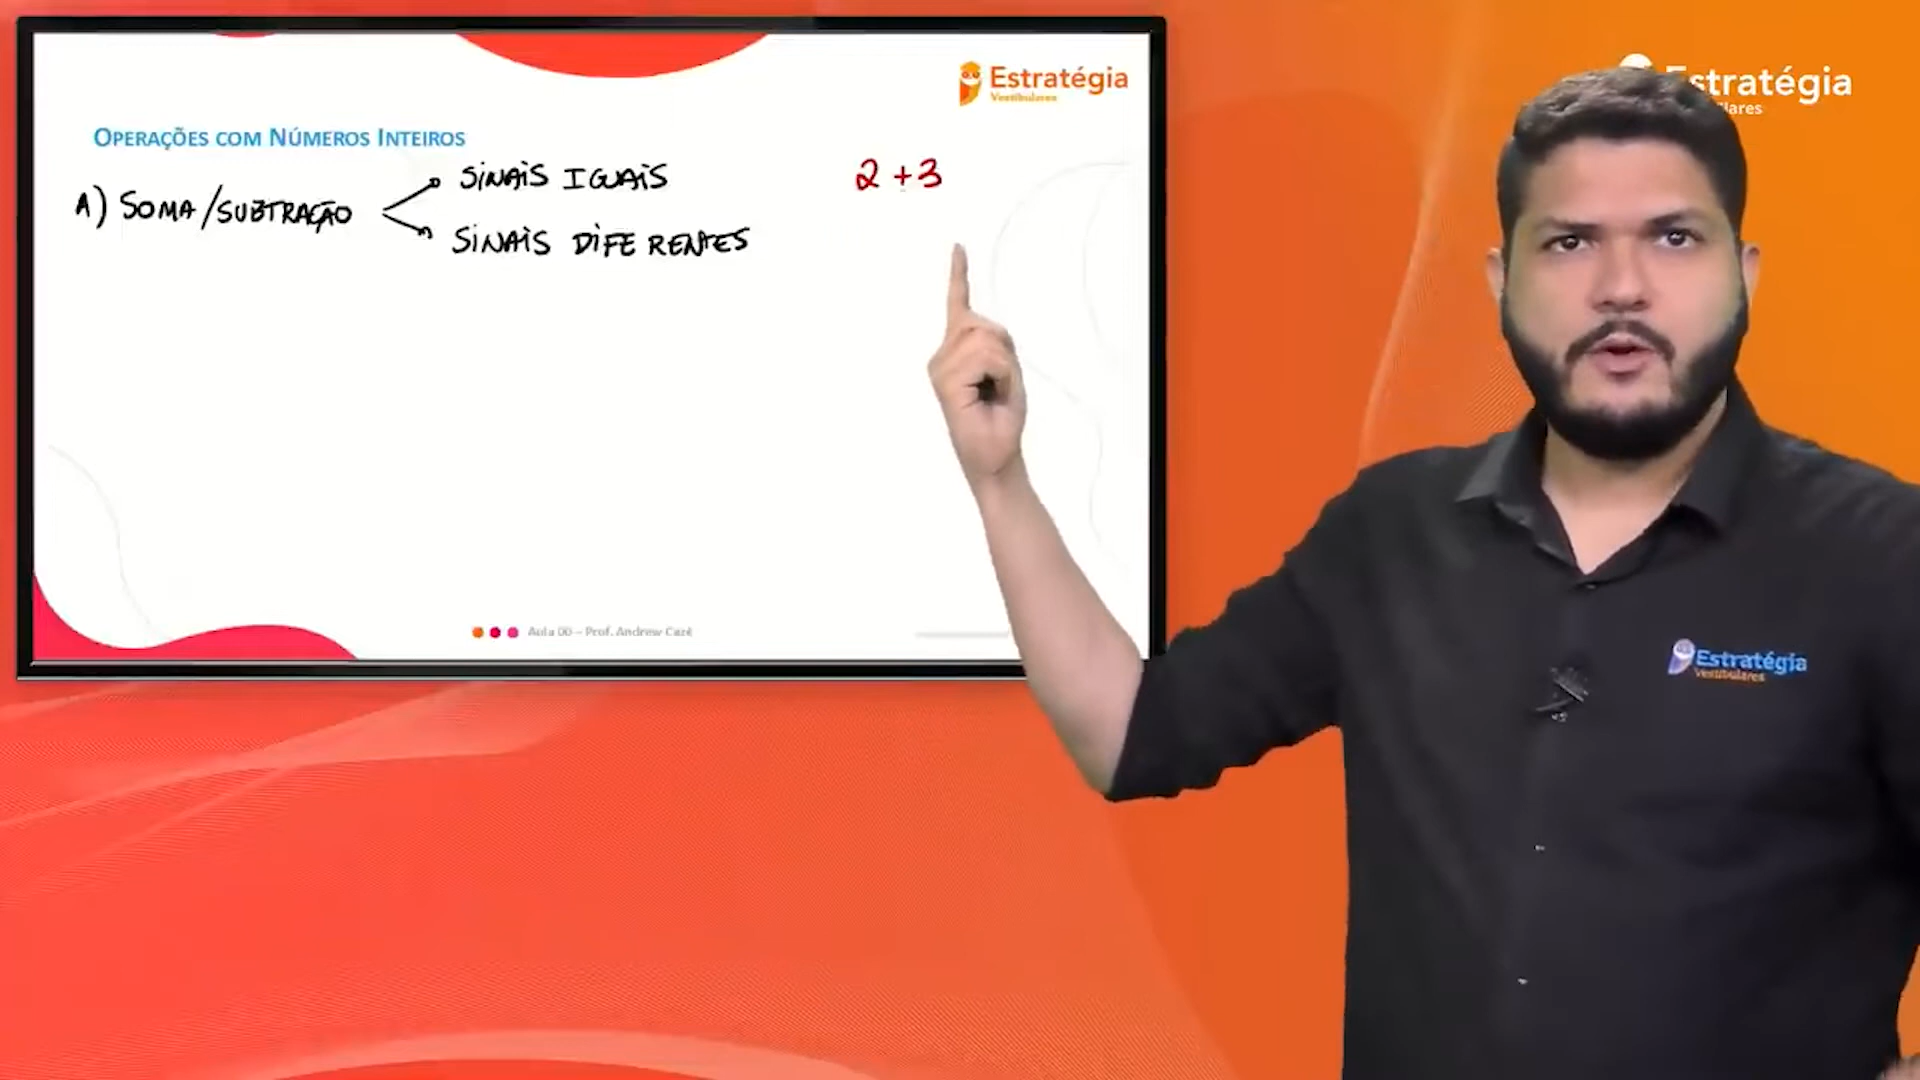 Estratégia
Vestibulares
OPERAÇÕES COM NÚMEROS INTEIROS
A) SOMA/SUBTRAÇÃO
SINAIS IGUAIS
SINAIS DIFERENTES
2 + 3
Aula 00 – Prof. Andrew Cazé
Estratégia
Estratégia
Vestibulares